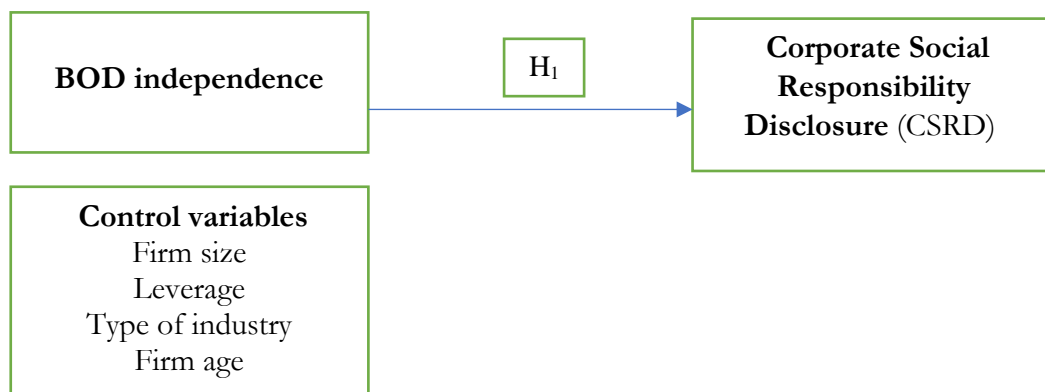 BOD independence
H₁
Corporate Social
Responsibility
Disclosure (CSRD)
Control variables
Firm size
Leverage
Type of industry
Firm age